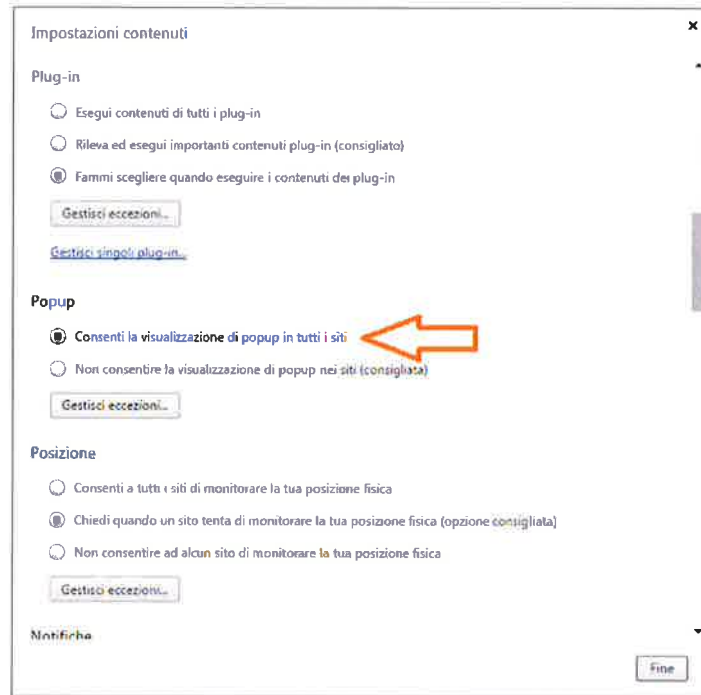 Impostazioni contenuti
Plug-in
Esegui contenuti di tutti i plug-in
Rileva ed esegui importanti contenuti plug-in (consigliato)
Fammi scegliere quando eseguire i contenuti dei plug-in
Gestisci eccezioni...
Gestisci singoli plug-in...
Popup
Consenti la visualizzazione di popup in tutti i siti
Non consentire la visualizzazione di popup nei siti (consigliata)
Gestisci eccezioni...
Posizione
Consenti a tutti i siti di monitorare la tua posizione fisica
Chiedi quando un sito tenta di monitorare la tua posizione fisica (opzione consigliata)
Non consentire ad alcun sito di monitorare la tua posizione fisica
Gestisci eccezioni...
Notifiche
Fine